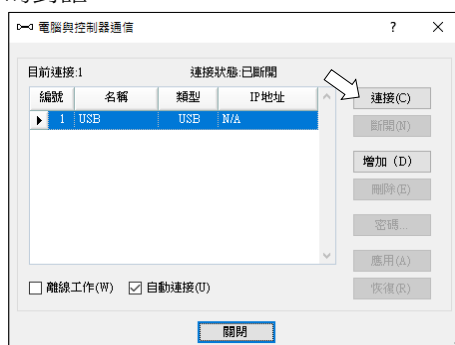 電腦與控制器通信
?
目前連接:1
連接狀態:已斷開
編號 名稱 類型 IP地址
1 USB USB N/A
連接(C)
斷開(N)
增加 (D)
刪除(E)
密碼...
應用(A)
恢復(R)
離線工作(W) 自動連接(U)
關閉